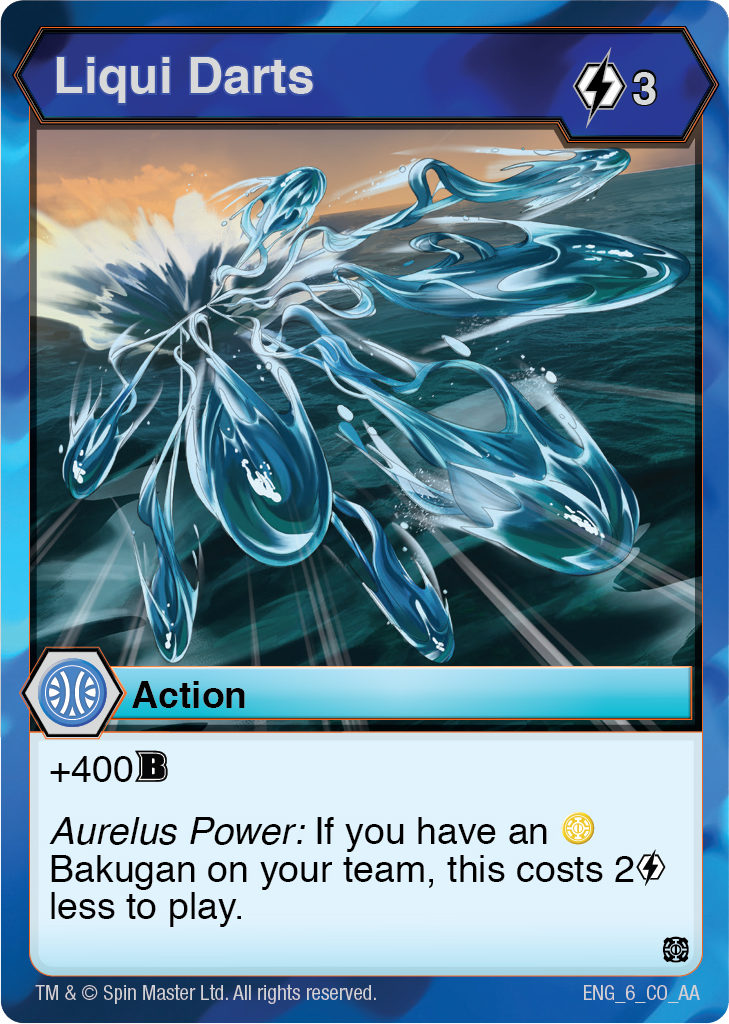 Liqui Darts
3
Action
+400B
Aurelus Power: If you have an
Bakugan on your team, this costs 2
less to play.
TM & © Spin Master Ltd. All rights reserved.
ENG_6_CO_AA